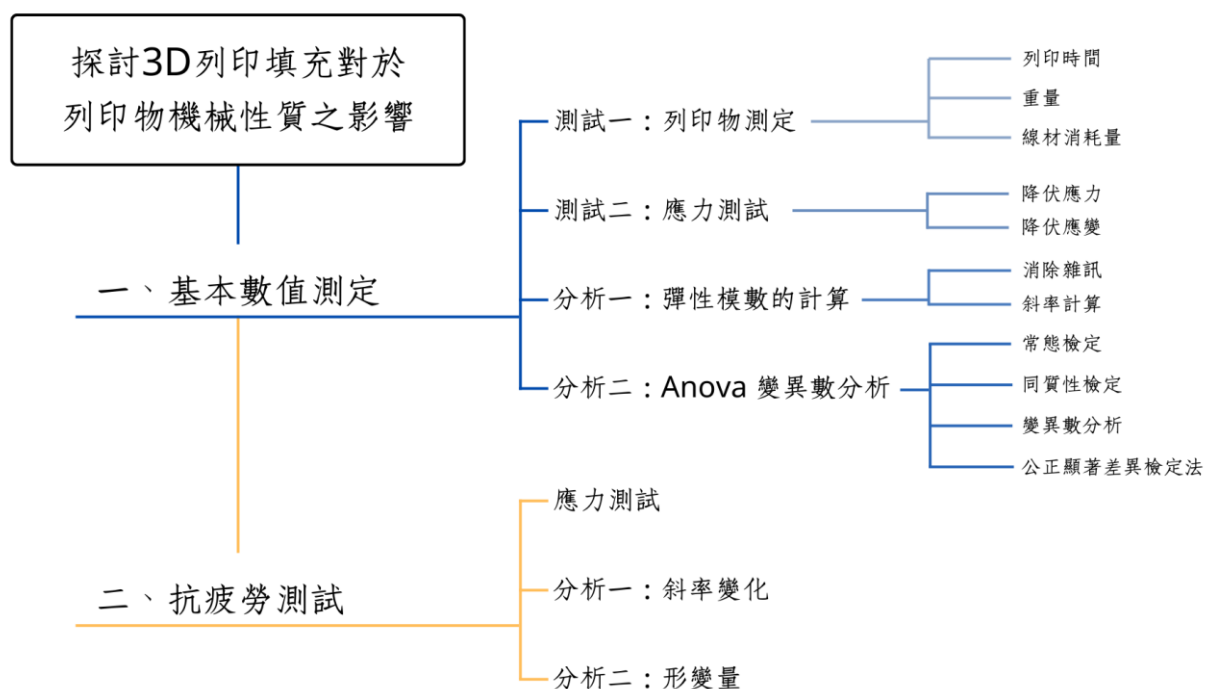 探討3D列印填充對於
列印物機械性質之影響
一、基本數值測定
測試一：列印物測定
列印時間
重量
線材消耗量
測試二：應力測試
降伏應力
降伏應變
分析一：彈性模數的計算
消除雜訊
斜率計算
分析二：Anova 變異數分析
常態檢定
同質性檢定
變異數分析
公正顯著差異檢定法
二、抗疲勞測試
應力測試
分析一：斜率變化
分析二：形變量